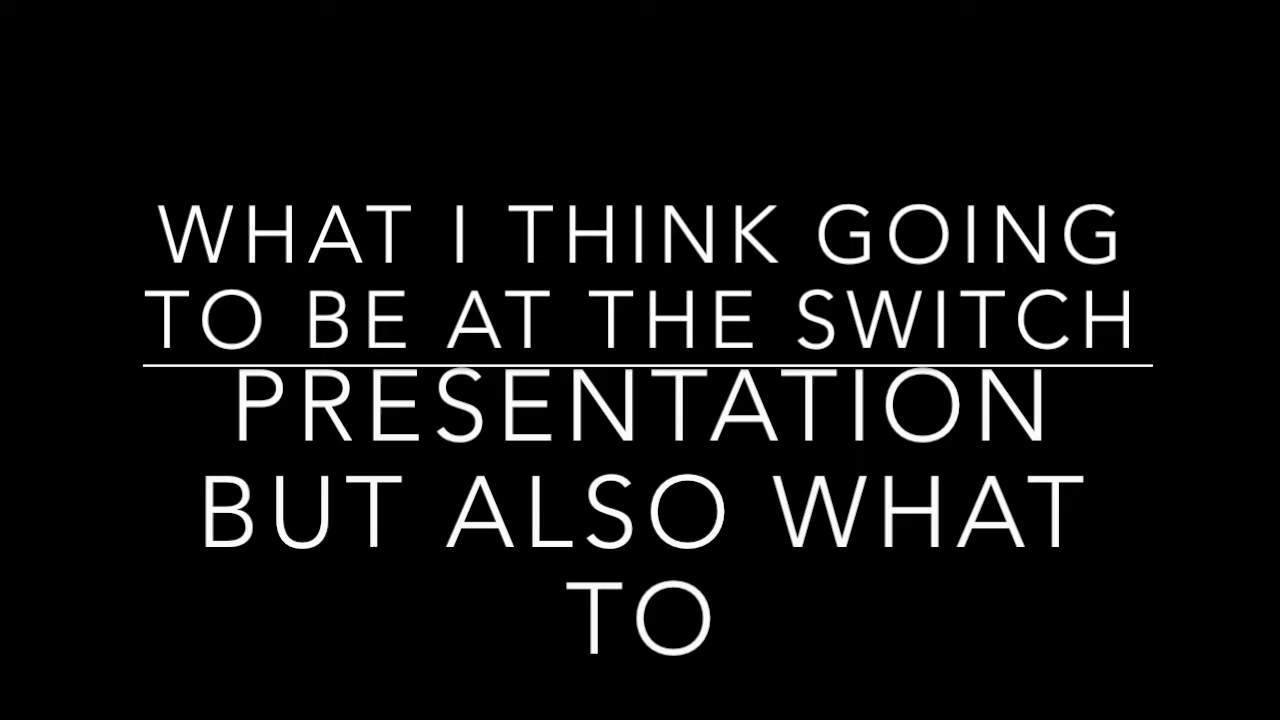 WHAT I THINK GOING
TO BE AT THE SWITCH
PRESENTATION
BUT ALSO WHAT
TO